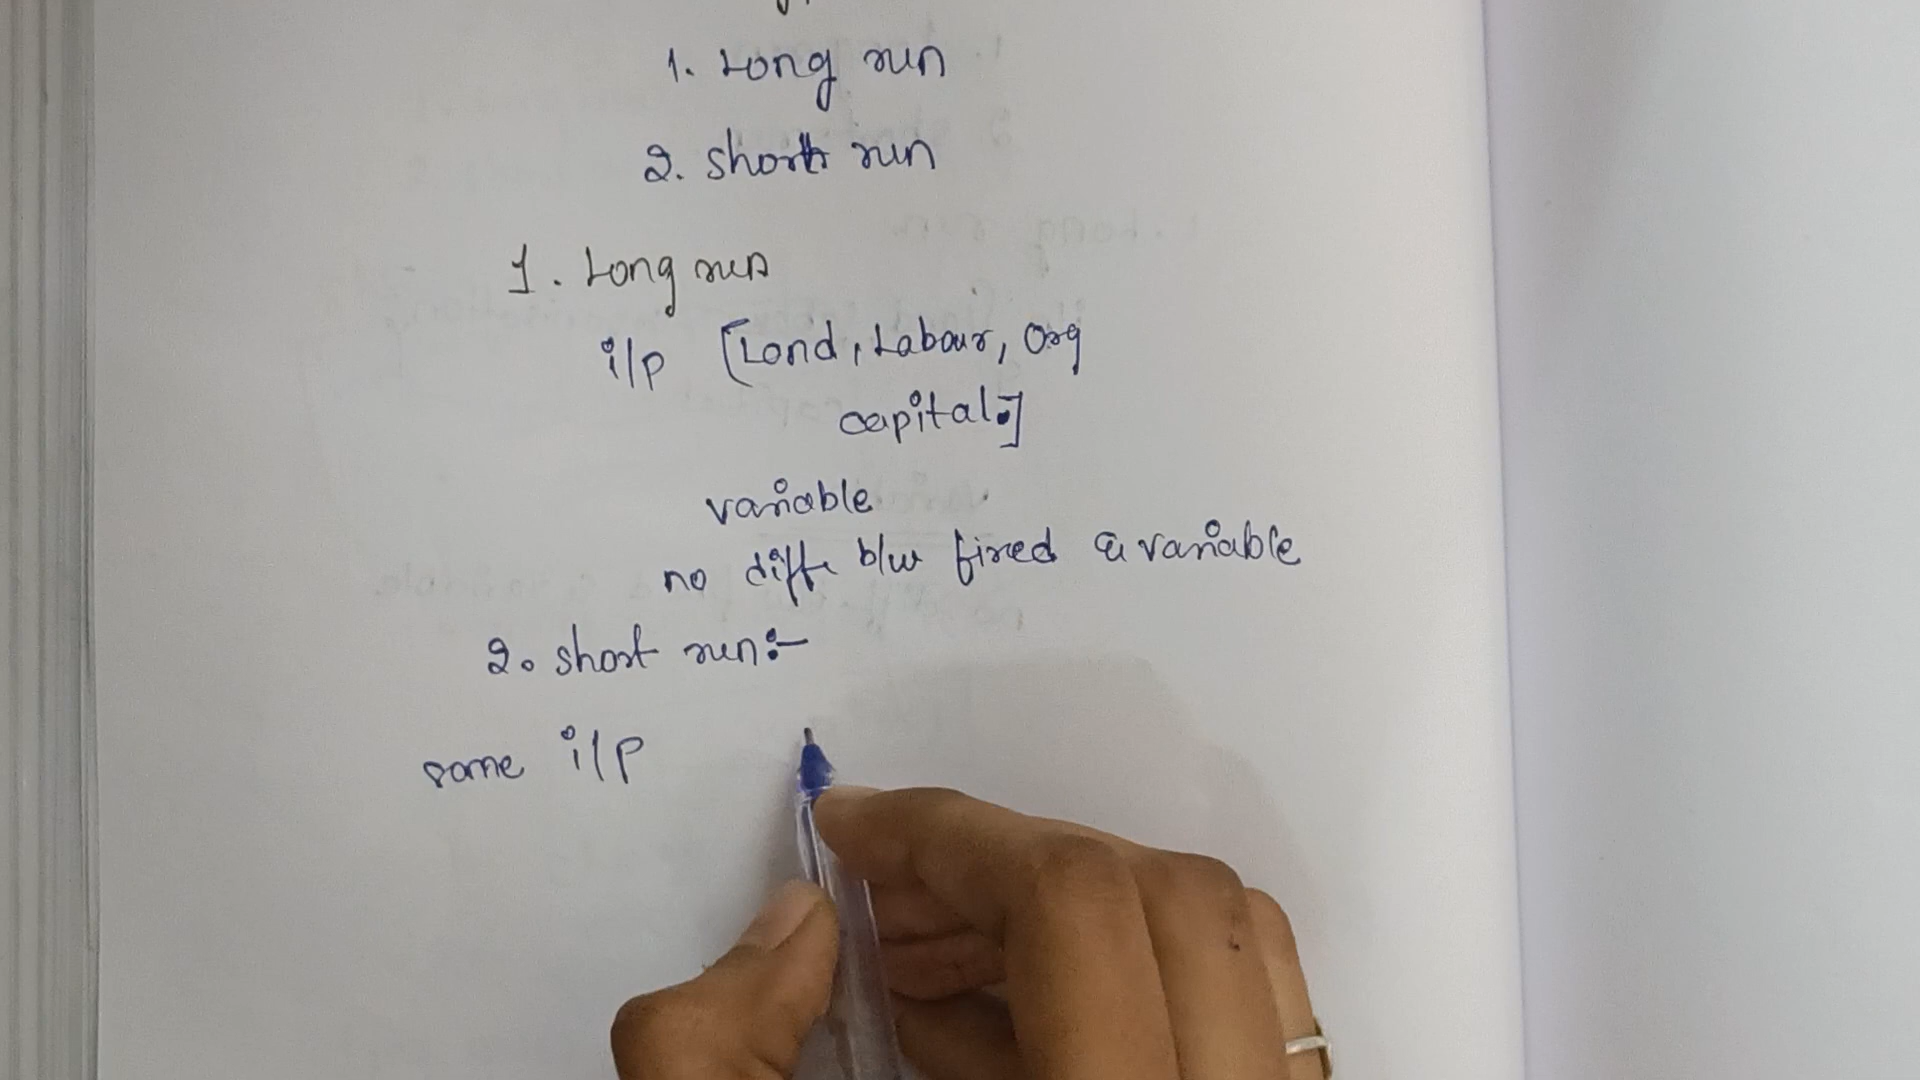 1. Long run
2. short run
1. Long run
i/p [Land, Labour, Org
capital.]
variable
no diffe b/w fixed & variable
2. short run:-
some i/p